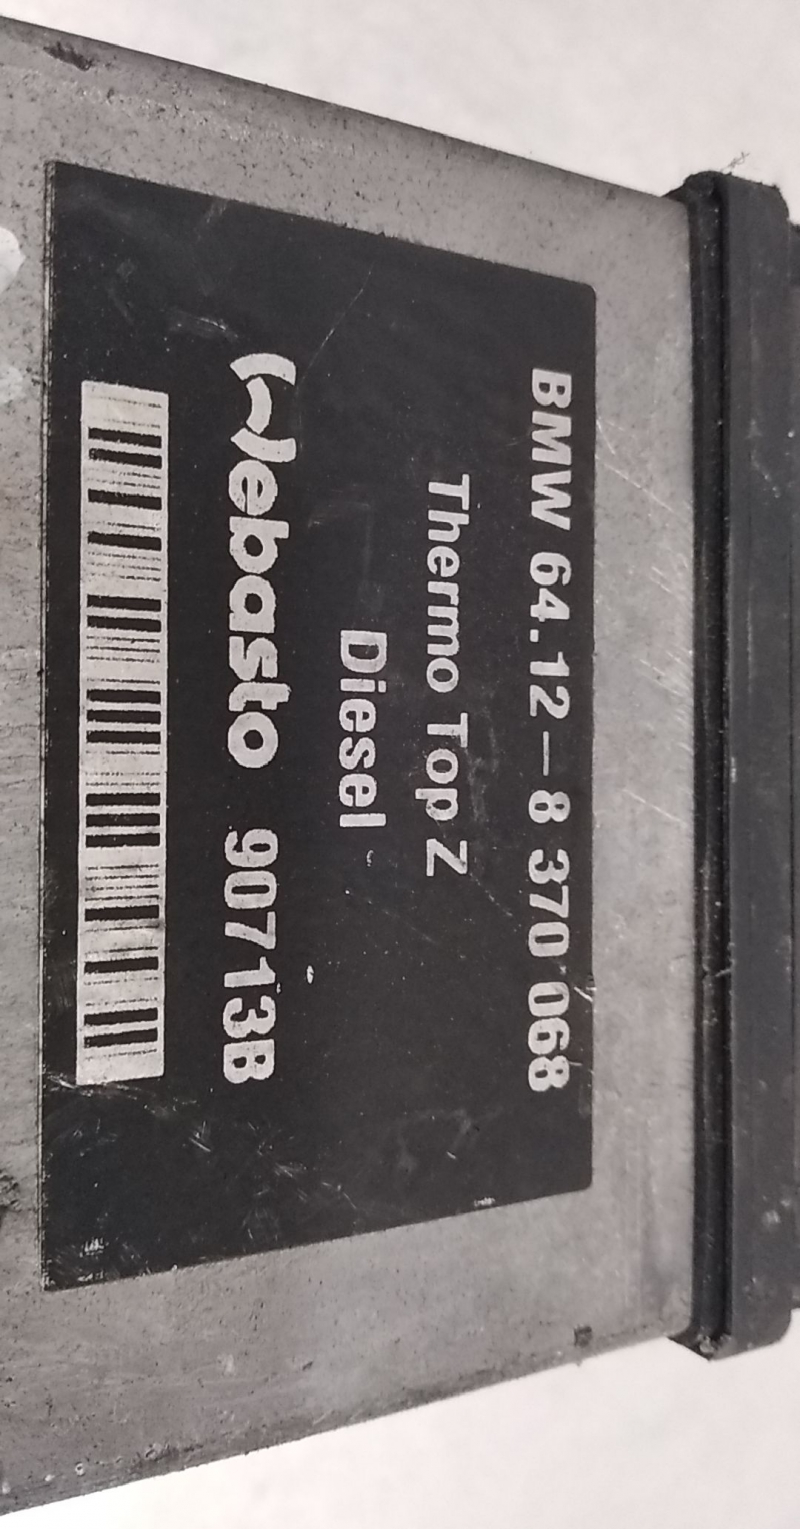 BMW 64.12-8 370 068
Thermo Top Z
Diesel
Webasto 90713B